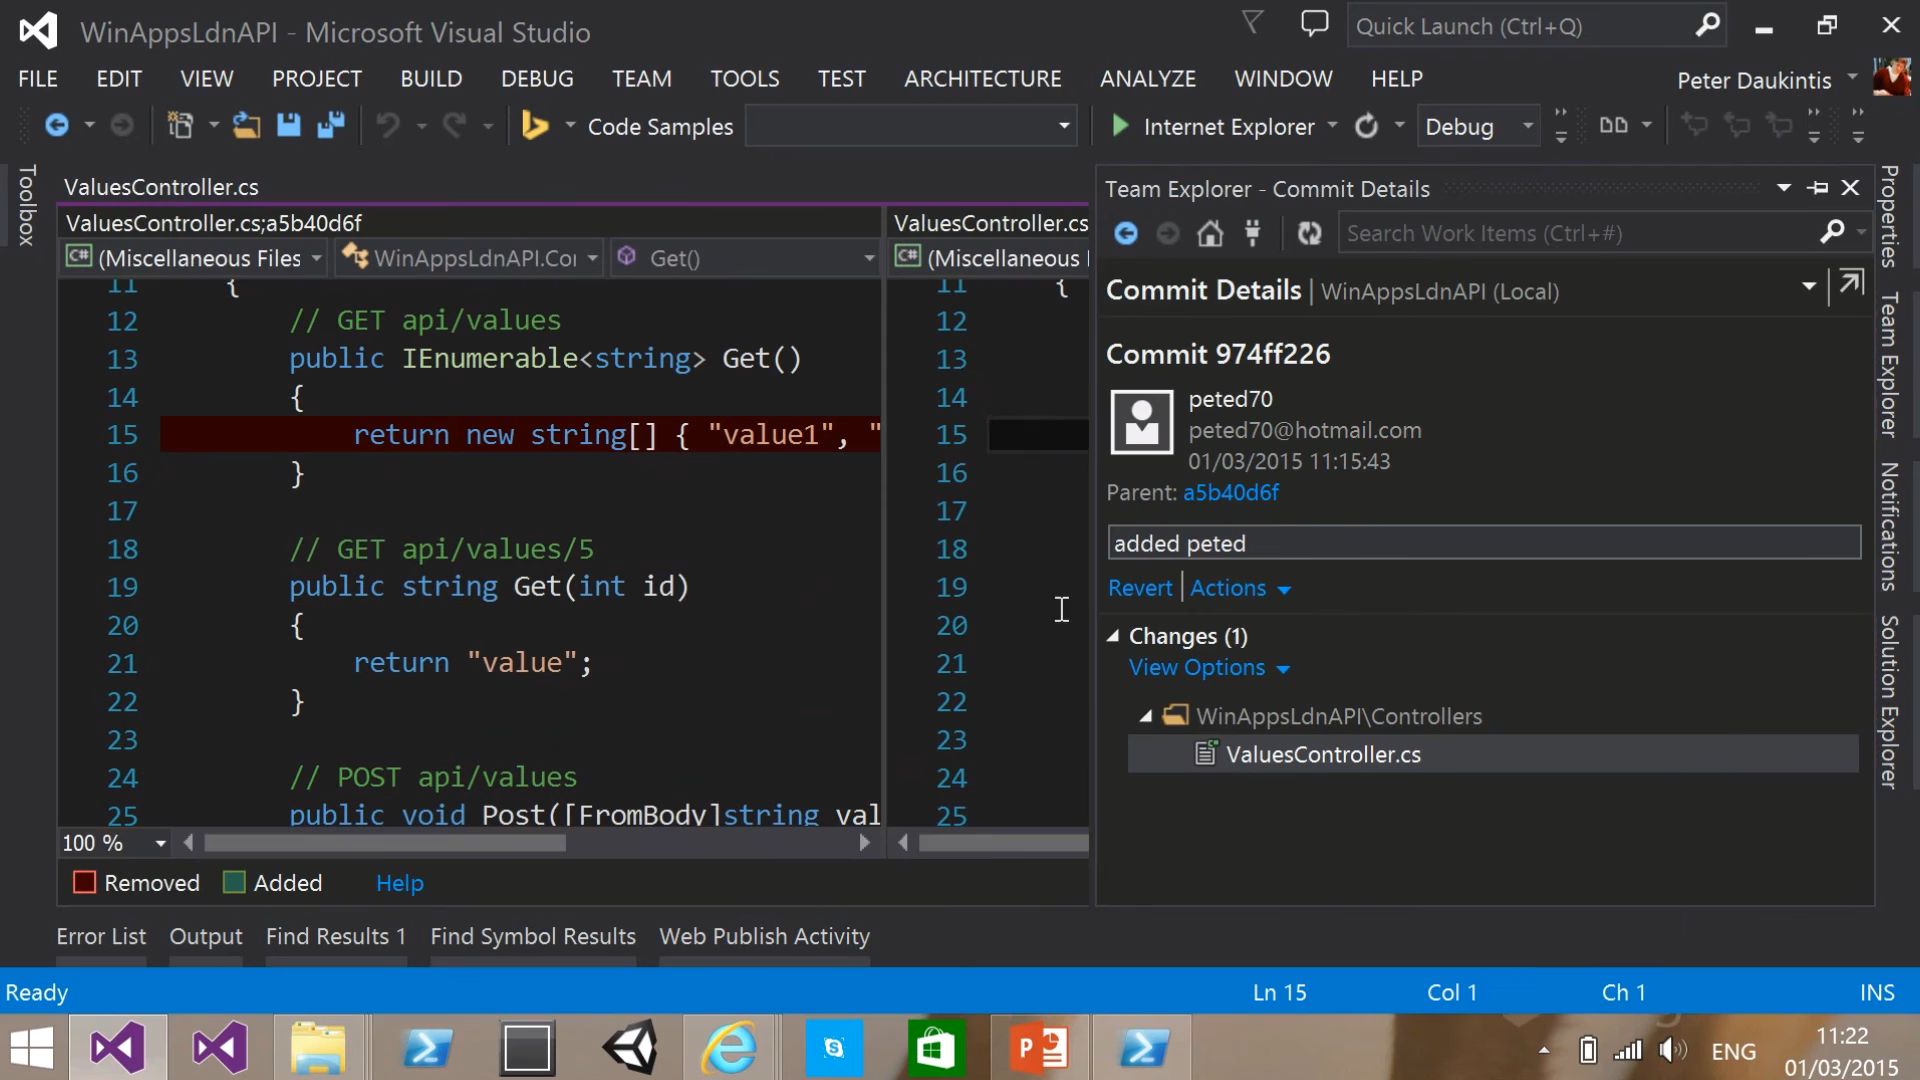 WinAppsLdnAPI - Microsoft Visual Studio
Quick Launch (Ctrl+Q)
FILE EDIT VIEW PROJECT BUILD DEBUG TEAM TOOLS TEST ARCHITECTURE ANALYZE WINDOW HELP
Peter Daukintis
Code Samples
Internet Explorer
Debug
Toolbox
ValuesController.cs
ValuesController.cs;a5b40d6f
C# (Miscellaneous Files
WinAppsLdnAPI.Coı
Get()
11 {
12 // GET api/values
13 public IEnumerable<string> Get()
14 {
15 return new string[] { "value1", "
16 }
17
18 // GET api/values/5
19 public string Get(int id)
20 {
21 return "value";
22 }
23
24 // POST api/values
25 public void Post([FromBody]string val
100 %
ValuesController.cs
C# (Miscellaneous
11 {
12
13
14
15
16
17
18
19
20
21
22
23
24
25
Removed Added Help
Team Explorer - Commit Details
Search Work Items (Ctrl+#)
Commit Details | WinAppsLdnAPI (Local)
Commit 974ff226
peted70
peted70@hotmail.com
01/03/2015 11:15:43
Parent: a5b40d6f
added peted
Revert | Actions
Changes (1)
View Options
WinAppsLdnAPI\Controllers
ValuesController.cs
Properties
Team Explorer
Notifications
Solution Explorer
Error List Output Find Results 1 Find Symbol Results Web Publish Activity
Ready
Ln 15 Col 1 Ch 1 INS
ENG
11:22
01/03/2015